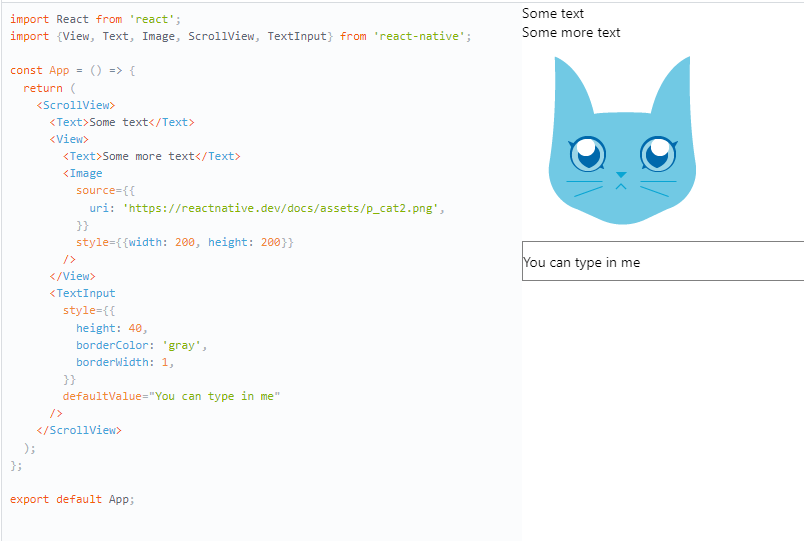 import React from 'react';
import {View, Text, Image, ScrollView, TextInput} from 'react-native';

const App = () => {
  return (
    <ScrollView>
      <Text>Some text</Text>
      <View>
        <Text>Some more text</Text>
        <Image
          source={{
            uri: 'https://reactnative.dev/docs/assets/p_cat2.png',
          }}
          style={{width: 200, height: 200}}
        />
      </View>
      <TextInput
        style={{
          height: 40,
          borderColor: 'gray',
          borderWidth: 1,
        }}
        defaultValue="You can type in me"
      />
    </ScrollView>
  );
};

export default App;
Some text
Some more text
You can type in me